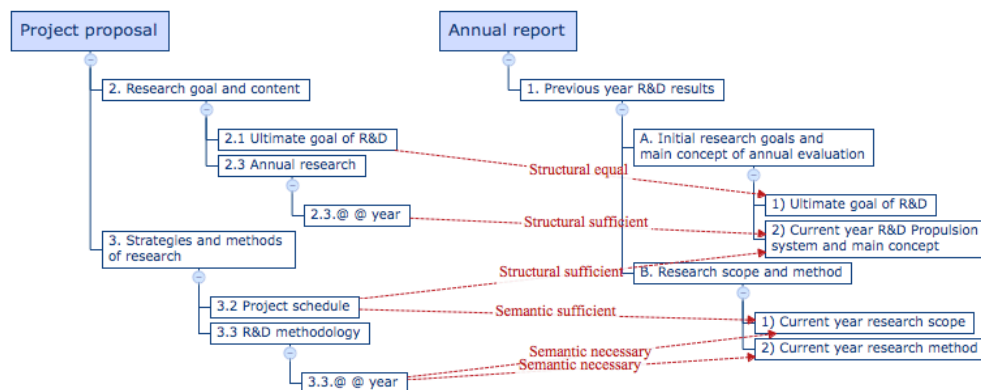 Project proposal
Annual report
2. Research goal and content
1. Previous year R&D results
2.1 Ultimate goal of R&D
A. Initial research goals and
main concept of annual evaluation
2.3 Annual research
Structural equal
1) Ultimate goal of R&D
2.3.@ @ year
Structural sufficient
2) Current year R&D Propulsion
system and main concept
3. Strategies and methods
of research
Structural sufficient
B. Research scope and method
3.2 Project schedule
Semantic sufficient
1) Current year research scope
3.3 R&D methodology
Semantic necessary
2) Current year research method
Semantic necessary
3.3.@ @ year